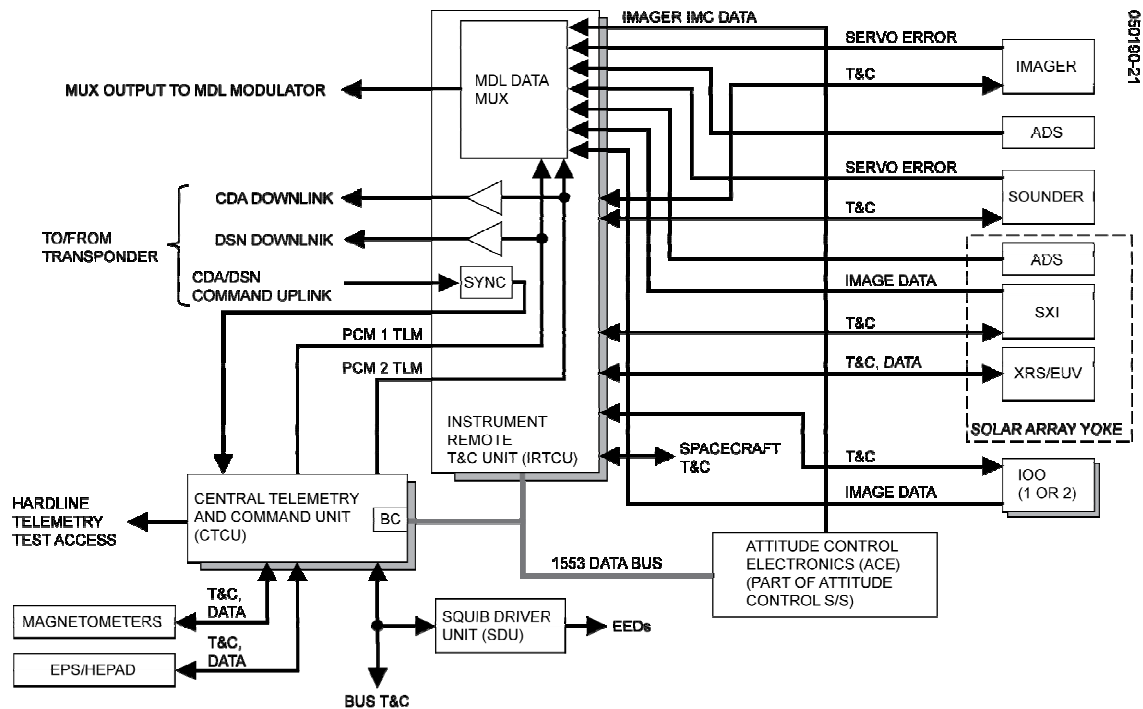 IMAGER IMC DATA
050190-21
SERVO ERROR
IMAGER
T&C
MDL DATA
MUX
MUX OUTPUT TO MDL MODULATOR
ADS
SERVO ERROR
SOUNDER
T&C
CDA DOWNLINK
DSN DOWNLNIK
TO/FROM
TRANSPONDER
CDA/DSN
COMMAND UPLINK
SYNC
ADS
IMAGE DATA
SXI
T&C
PCM 1 TLM
PCM 2 TLM
T&C, DATA
XRS/EUV
SOLAR ARRAY YOKE
INSTRUMENT
REMOTE
T&C UNIT (IRTCU)
SPACECRAFT
T&C
T&C
IOO
(1 OR 2)
IMAGE DATA
HARDLINE
TELEMETRY
TEST ACCESS
CENTRAL TELEMETRY
AND COMMAND UNIT
(CTCU)
BC
1553 DATA BUS
ATTITUDE CONTROL
ELECTRONICS (ACE)
(PART OF ATTITUDE
CONTROL S/S)
T&C,
DATA
MAGNETOMETERS
SQUIB DRIVER
UNIT (SDU)
EEDs
T&C,
DATA
EPS/HEPAD
BUS T&C